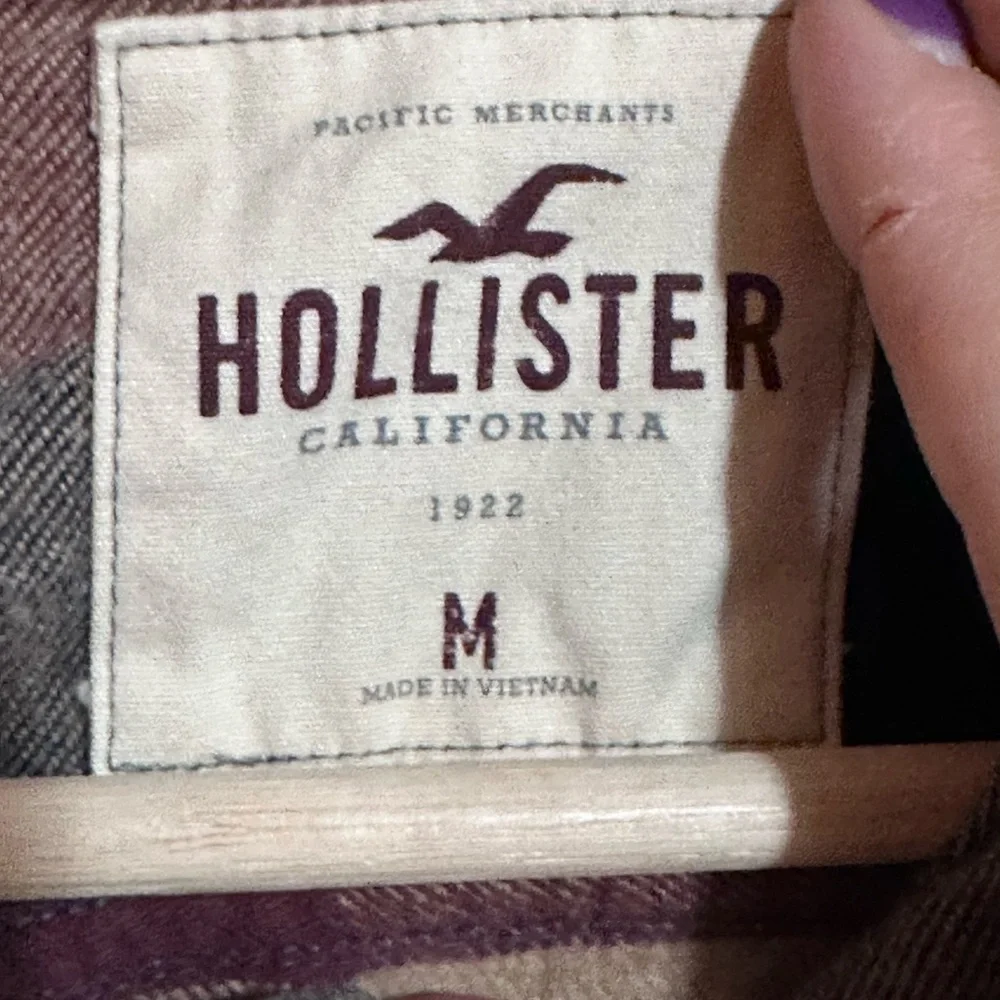 PACIFIC MERCHANTS
HOLLISTER
CALIFORNIA
1922
M
MADE IN VIETNAM